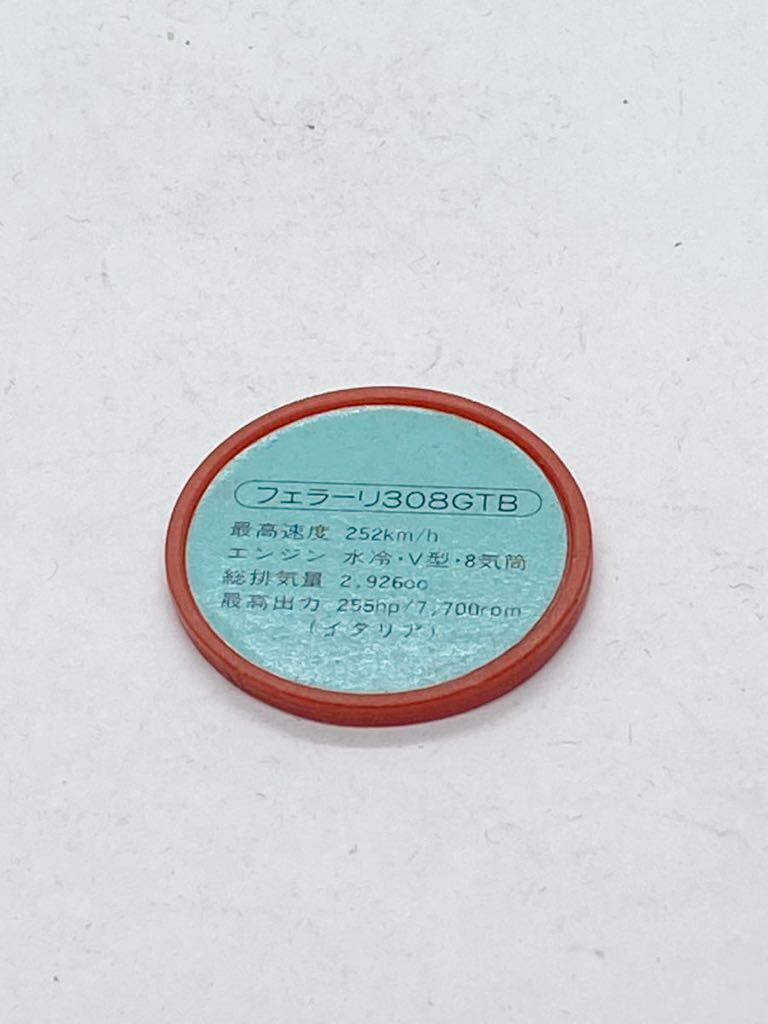 フェラーリ308GTB
最高速度 252km/h
エンジン 水冷・V型・8気筒
総排気量 2,926cc
最高出力 255hp/7,700rpm
(イタリア)